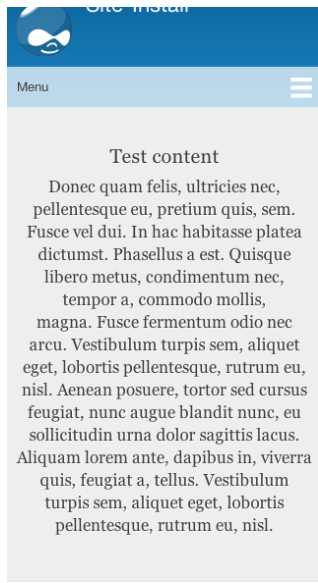 Site-Install
Menu
Test content
Donec quam felis, ultricies nec,
pellentesque eu, pretium quis, sem.
Fusce vel dui. In hac habitasse platea
dictumst. Phasellus a est. Quisque
libero metus, condimentum nec,
tempor a, commodo mollis,
magna. Fusce fermentum odio nec
arcu. Vestibulum turpis sem, aliquet
eget, lobortis pellentesque, rutrum eu,
nisl. Aenean posuere, tortor sed cursus
feugiat, nunc augue blandit nunc, eu
sollicitudin urna dolor sagittis lacus.
Aliquam lorem ante, dapibus in, viverra
quis, feugiat a, tellus. Vestibulum
turpis sem, aliquet eget, lobortis
pellentesque, rutrum eu, nisl.